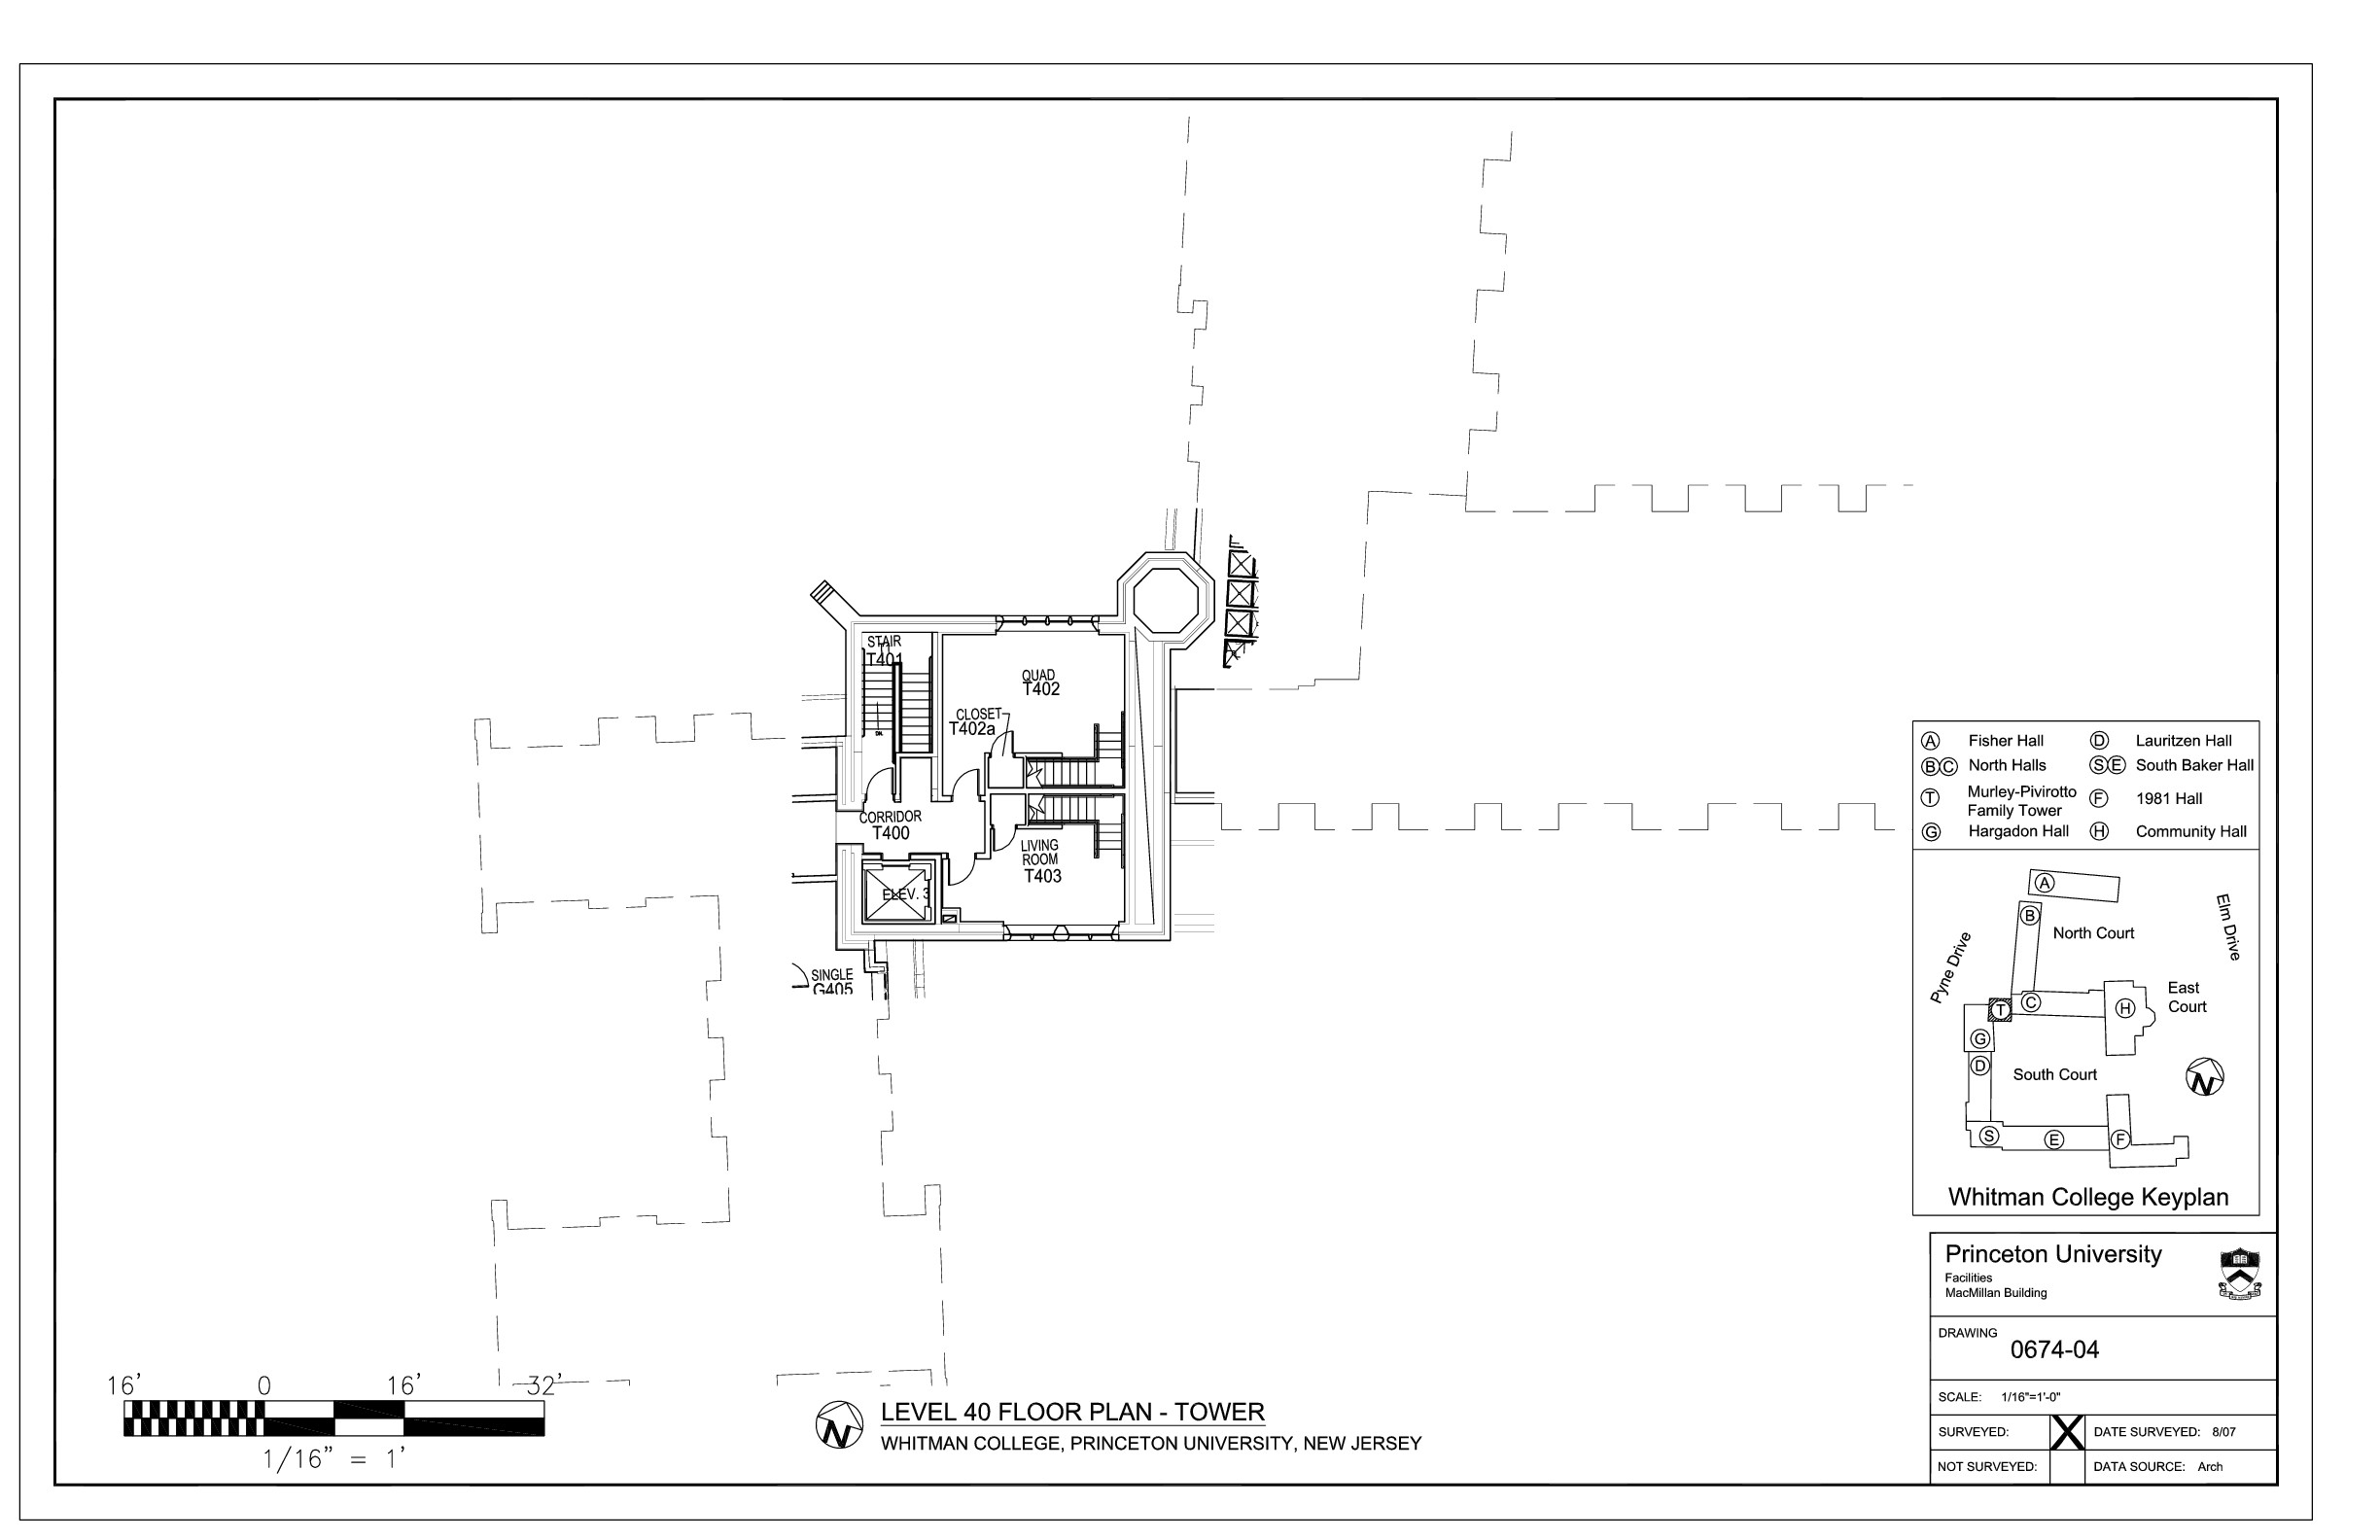 STAIR
T401
QUAD
T402
CLOSET
T402a
DN.
CORRIDOR
T400
LIVING
ROOM
T403
ELEV. 3
SINGLE
G405
A Fisher Hall
D Lauritzen Hall
B C North Halls
S E South Baker Hall
T Murley-Pivirotto
Family Tower
F 1981 Hall
G Hargadon Hall
H Community Hall
A
B
North Court
Elm Drive
Pyne Drive
T
C
H
East
Court
G
D
South Court
N
S
E
F
Whitman College Keyplan
Princeton University
Facilities
MacMillan Building
DRAWING
0674-04
SCALE: 1/16"=1'-0"
SURVEYED: X DATE SURVEYED: 8/07
NOT SURVEYED: DATA SOURCE: Arch
16' 0 16' 32'
1/16" = 1'
N
LEVEL 40 FLOOR PLAN - TOWER
WHITMAN COLLEGE, PRINCETON UNIVERSITY, NEW JERSEY